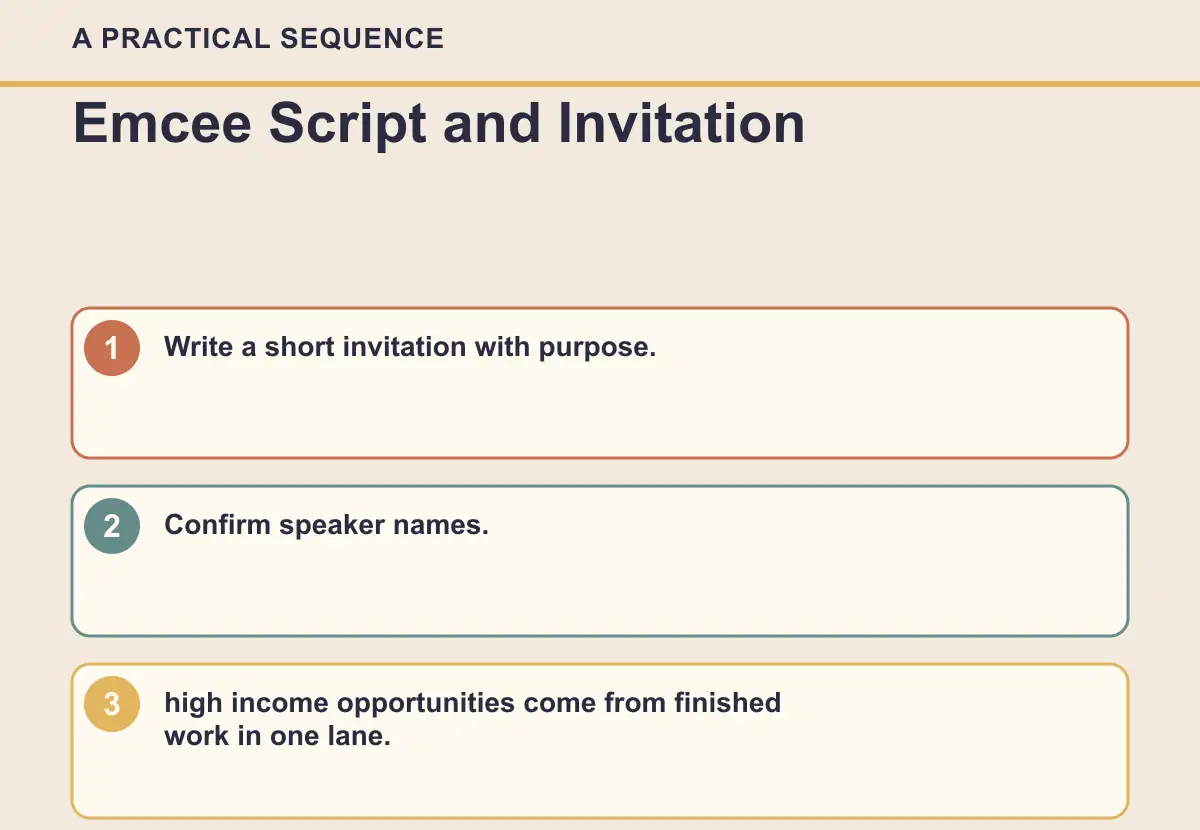 A PRACTICAL SEQUENCE
Emcee Script and Invitation
1
Write a short invitation with purpose.
2
Confirm speaker names.
3
high income opportunities come from finished
work in one lane.